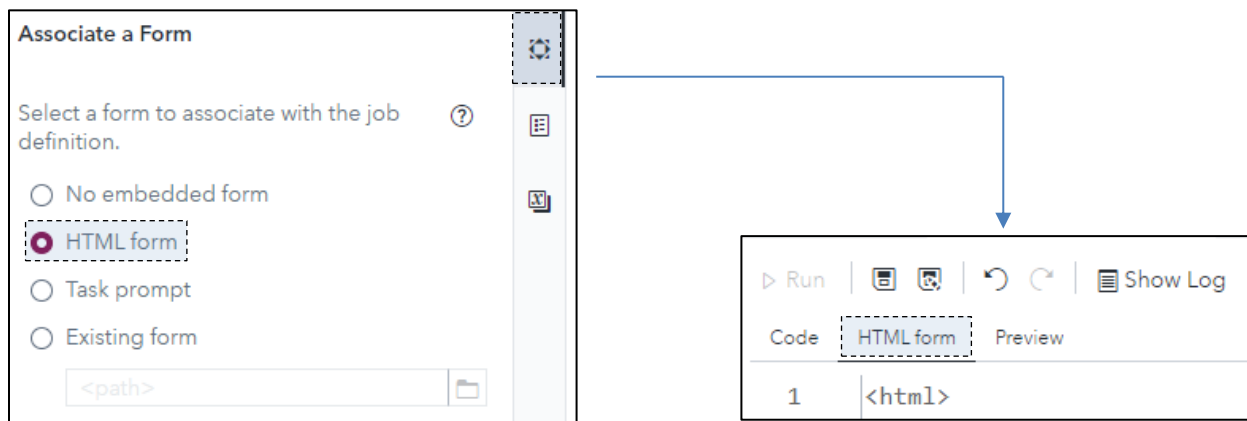 Associate a Form
Select a form to associate with the job
definition.
?
No embedded form
HTML form
Task prompt
Existing form
<path>
Run
Show Log
Code HTML form Preview
1 <html>